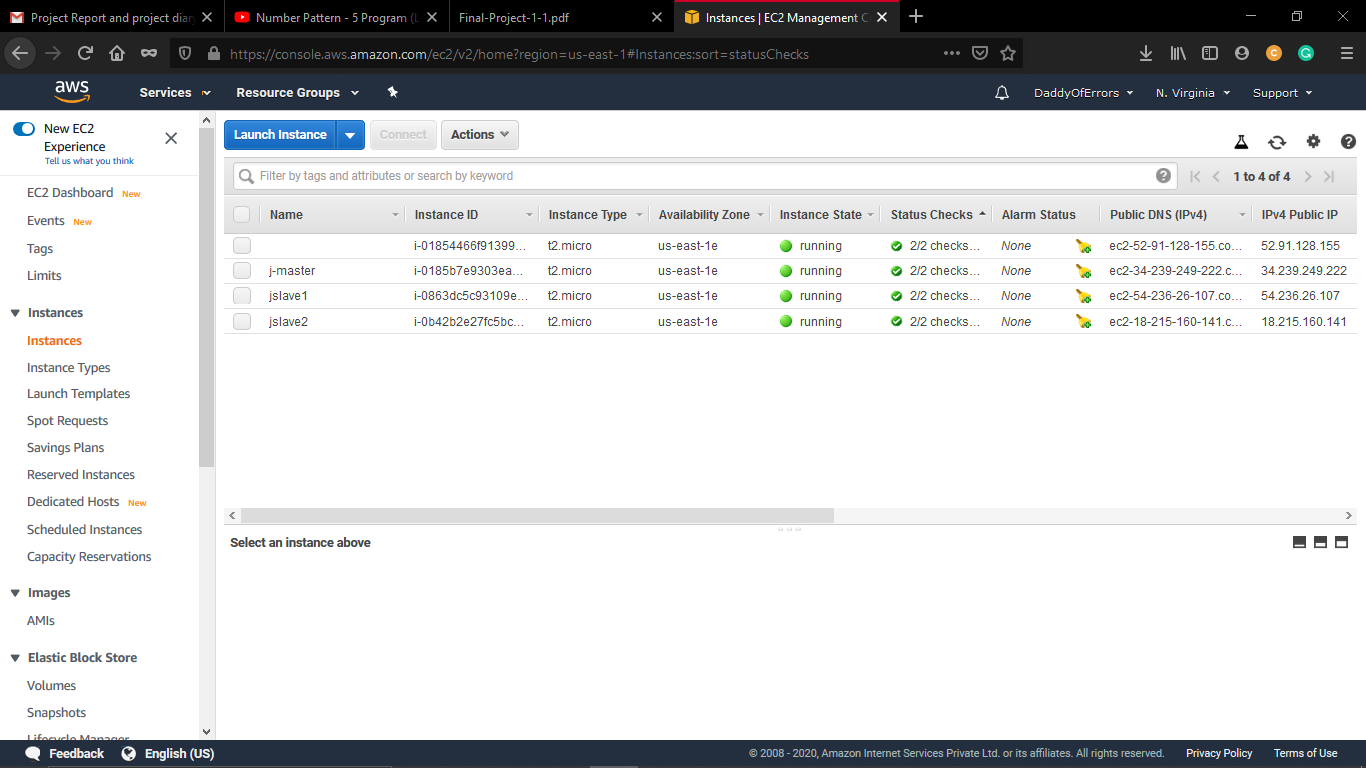 Project Report and project diar
Number Pattern - 5 Program (
Final-Project-1-1.pdf
Instances | EC2 Management C
https://console.aws.amazon.com/ec2/v2/home?region=us-east-1#Instances:sort=statusChecks
aws
Services
Resource Groups
DaddyOfErrors
N. Virginia
Support
New EC2
Experience
Tell us what you think
Launch Instance
Connect
Actions
Filter by tags and attributes or search by keyword
1 to 4 of 4
EC2 Dashboard New
Events New
Tags
Limits
Instances
Instances
Instance Types
Launch Templates
Spot Requests
Savings Plans
Reserved Instances
Dedicated Hosts New
Scheduled Instances
Capacity Reservations
Images
AMIs
Elastic Block Store
Volumes
Snapshots
Lifecycle Manager
Name Instance ID Instance Type Availability Zone Instance State Status Checks Alarm Status Public DNS (IPv4) IPv4 Public IP
i-01854466f91399... t2.micro us-east-1e running 2/2 checks... None ec2-52-91-128-155.co... 52.91.128.155
j-master i-0185b7e9303ea... t2.micro us-east-1e running 2/2 checks... None ec2-34-239-249-222.c... 34.239.249.222
jslave1 i-0863dc5c93109e... t2.micro us-east-1e running 2/2 checks... None ec2-54-236-26-107.co... 54.236.26.107
jslave2 i-0b42b2e27fc5bc... t2.micro us-east-1e running 2/2 checks... None ec2-18-215-160-141.c... 18.215.160.141
Select an instance above
Feedback
English (US)
© 2008 - 2020, Amazon Internet Services Private Ltd. or its affiliates. All rights reserved.
Privacy Policy
Terms of Use